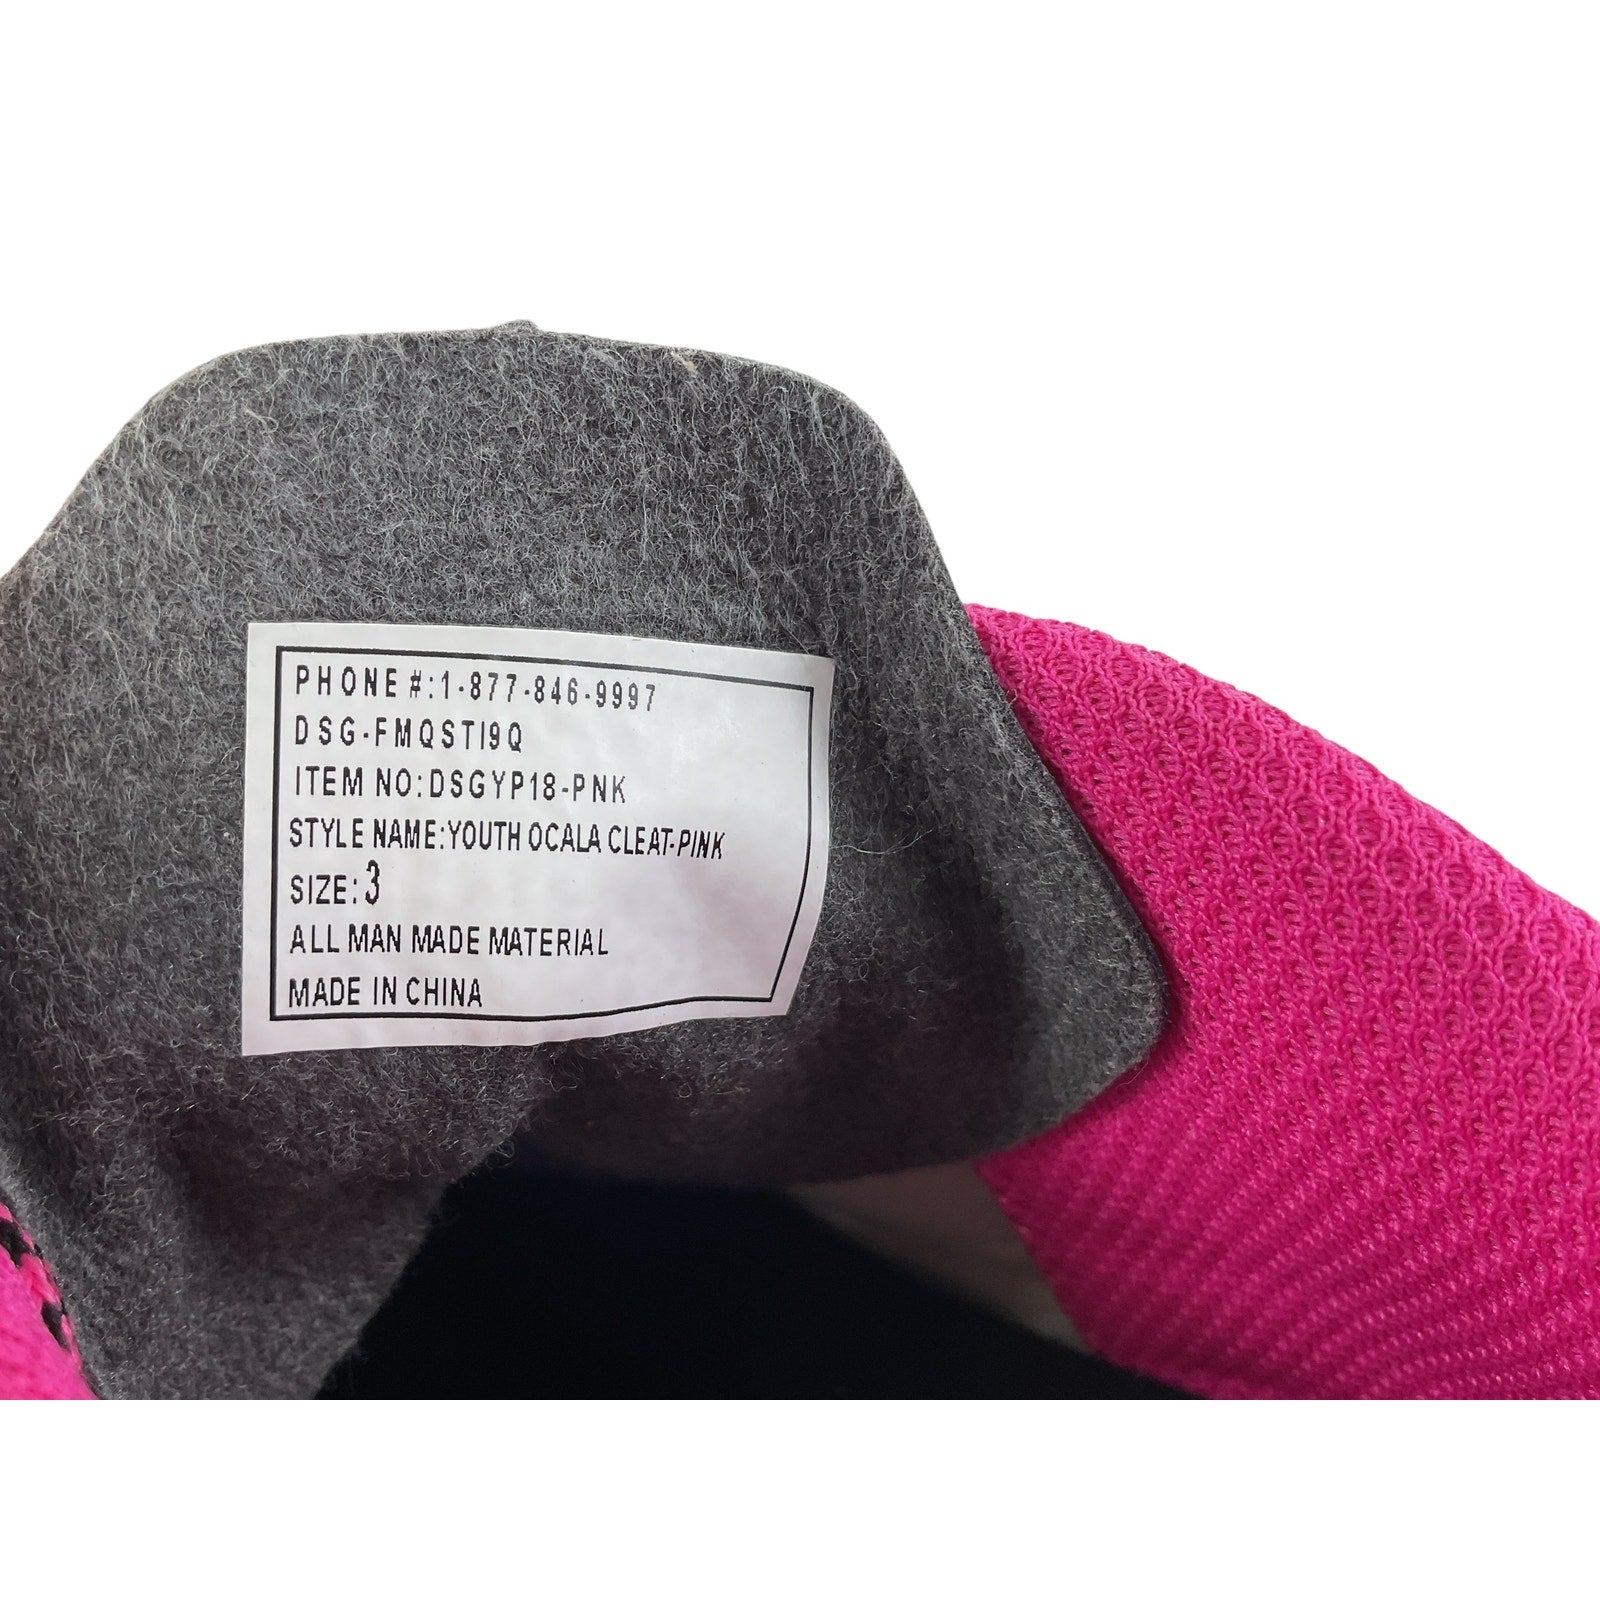 PHONE #:1-877-846-9997
DSG-FMQSTI9Q
ITEM NO:DSGYP18-PNK
STYLE NAME:YOUTH OCALA CLEAT-PINK
SIZE:3
ALL MAN MADE MATERIAL
MADE IN CHINA